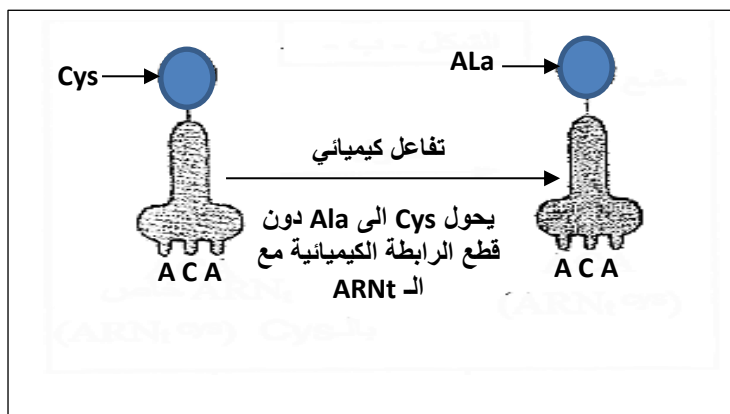 Cys
ALa
تفاعل كيميائي
يحول Cys الى Ala دون
قطع الرابطة الكيميائية مع
الـ ARNt
A C A
A C A